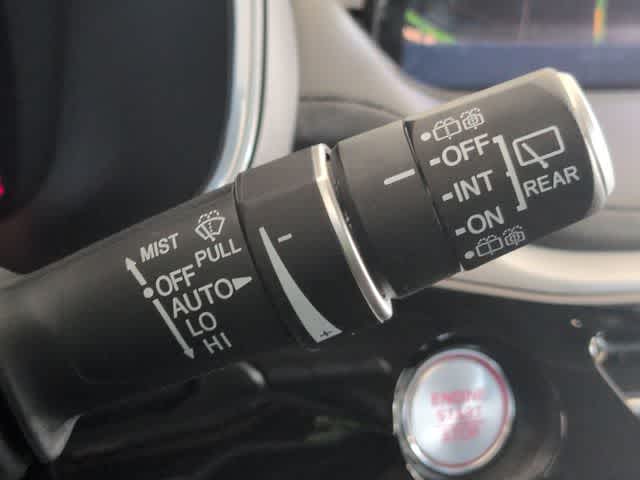 MIST
PULL
OFF
AUTO
LO
HI
- +
OFF
INT
ON
REAR
ENGINE
START
STOP